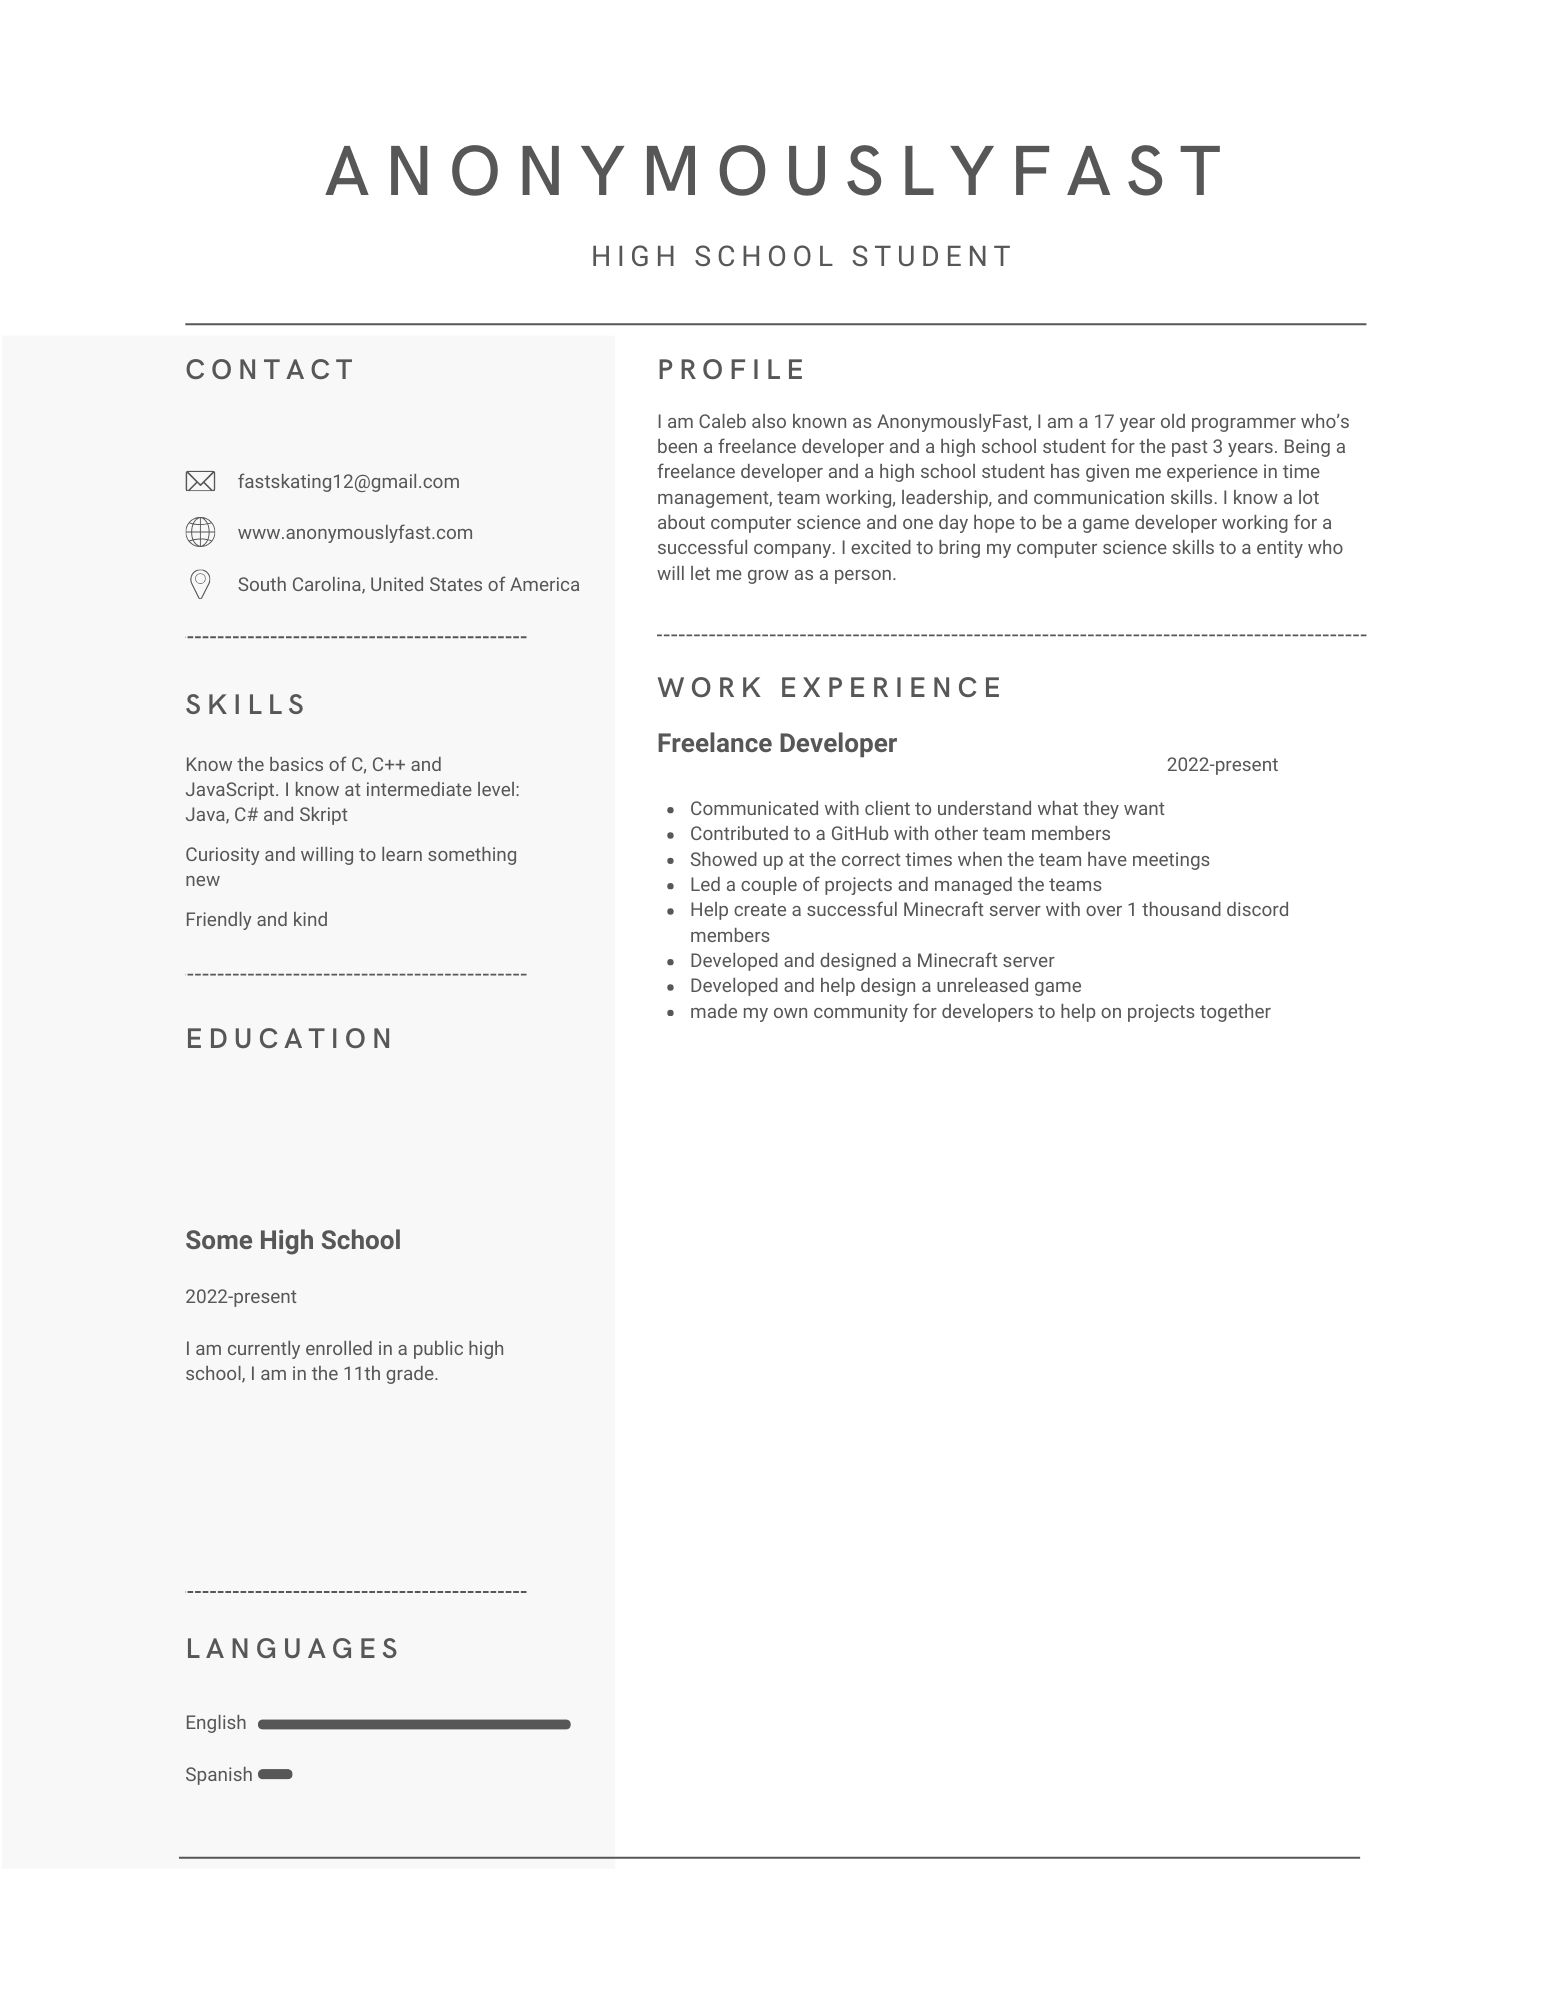 ANONYMOUSLYFAST
HIGH SCHOOL STUDENT
CONTACT
fastskating12@gmail.com
www.anonymouslyfast.com
South Carolina, United States of America
SKILLS
Know the basics of C, C++ and
JavaScript. I know at intermediate level:
Java, C# and Skript
Curiosity and willing to learn something
new
Friendly and kind
EDUCATION
Some High School
2022-present
I am currently enrolled in a public high
school, I am in the 11th grade.
LANGUAGES
English
Spanish
PROFILE
I am Caleb also known as AnonymouslyFast, I am a 17 year old programmer who’s
been a freelance developer and a high school student for the past 3 years. Being a
freelance developer and a high school student has given me experience in time
management, team working, leadership, and communication skills. I know a lot
about computer science and one day hope to be a game developer working for a
successful company. I excited to bring my computer science skills to a entity who
will let me grow as a person.
WORK EXPERIENCE
Freelance Developer
2022-present
• Communicated with client to understand what they want
• Contributed to a GitHub with other team members
• Showed up at the correct times when the team have meetings
• Led a couple of projects and managed the teams
• Help create a successful Minecraft server with over 1 thousand discord
members
• Developed and designed a Minecraft server
• Developed and help design a unreleased game
• made my own community for developers to help on projects together